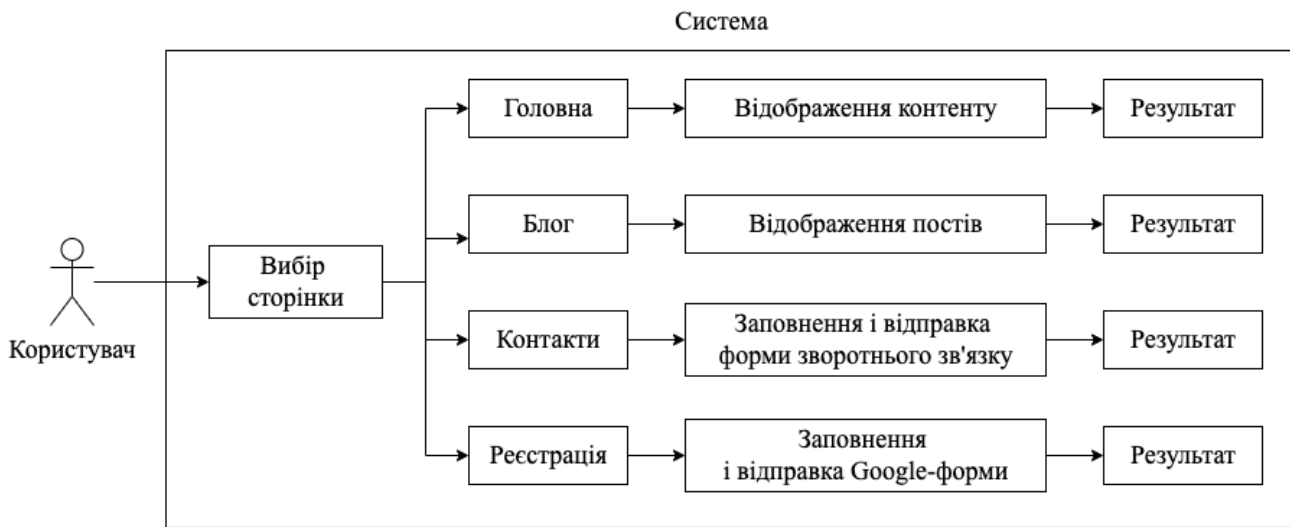 Система
Головна
Відображення контенту
Результат
Блог
Відображення постів
Результат
Вибір
сторінки
Користувач
Контакти
Заповнення і відправка
форми зворотнього зв'язку
Результат
Реєстрація
Заповнення
і відправка Google-форми
Результат